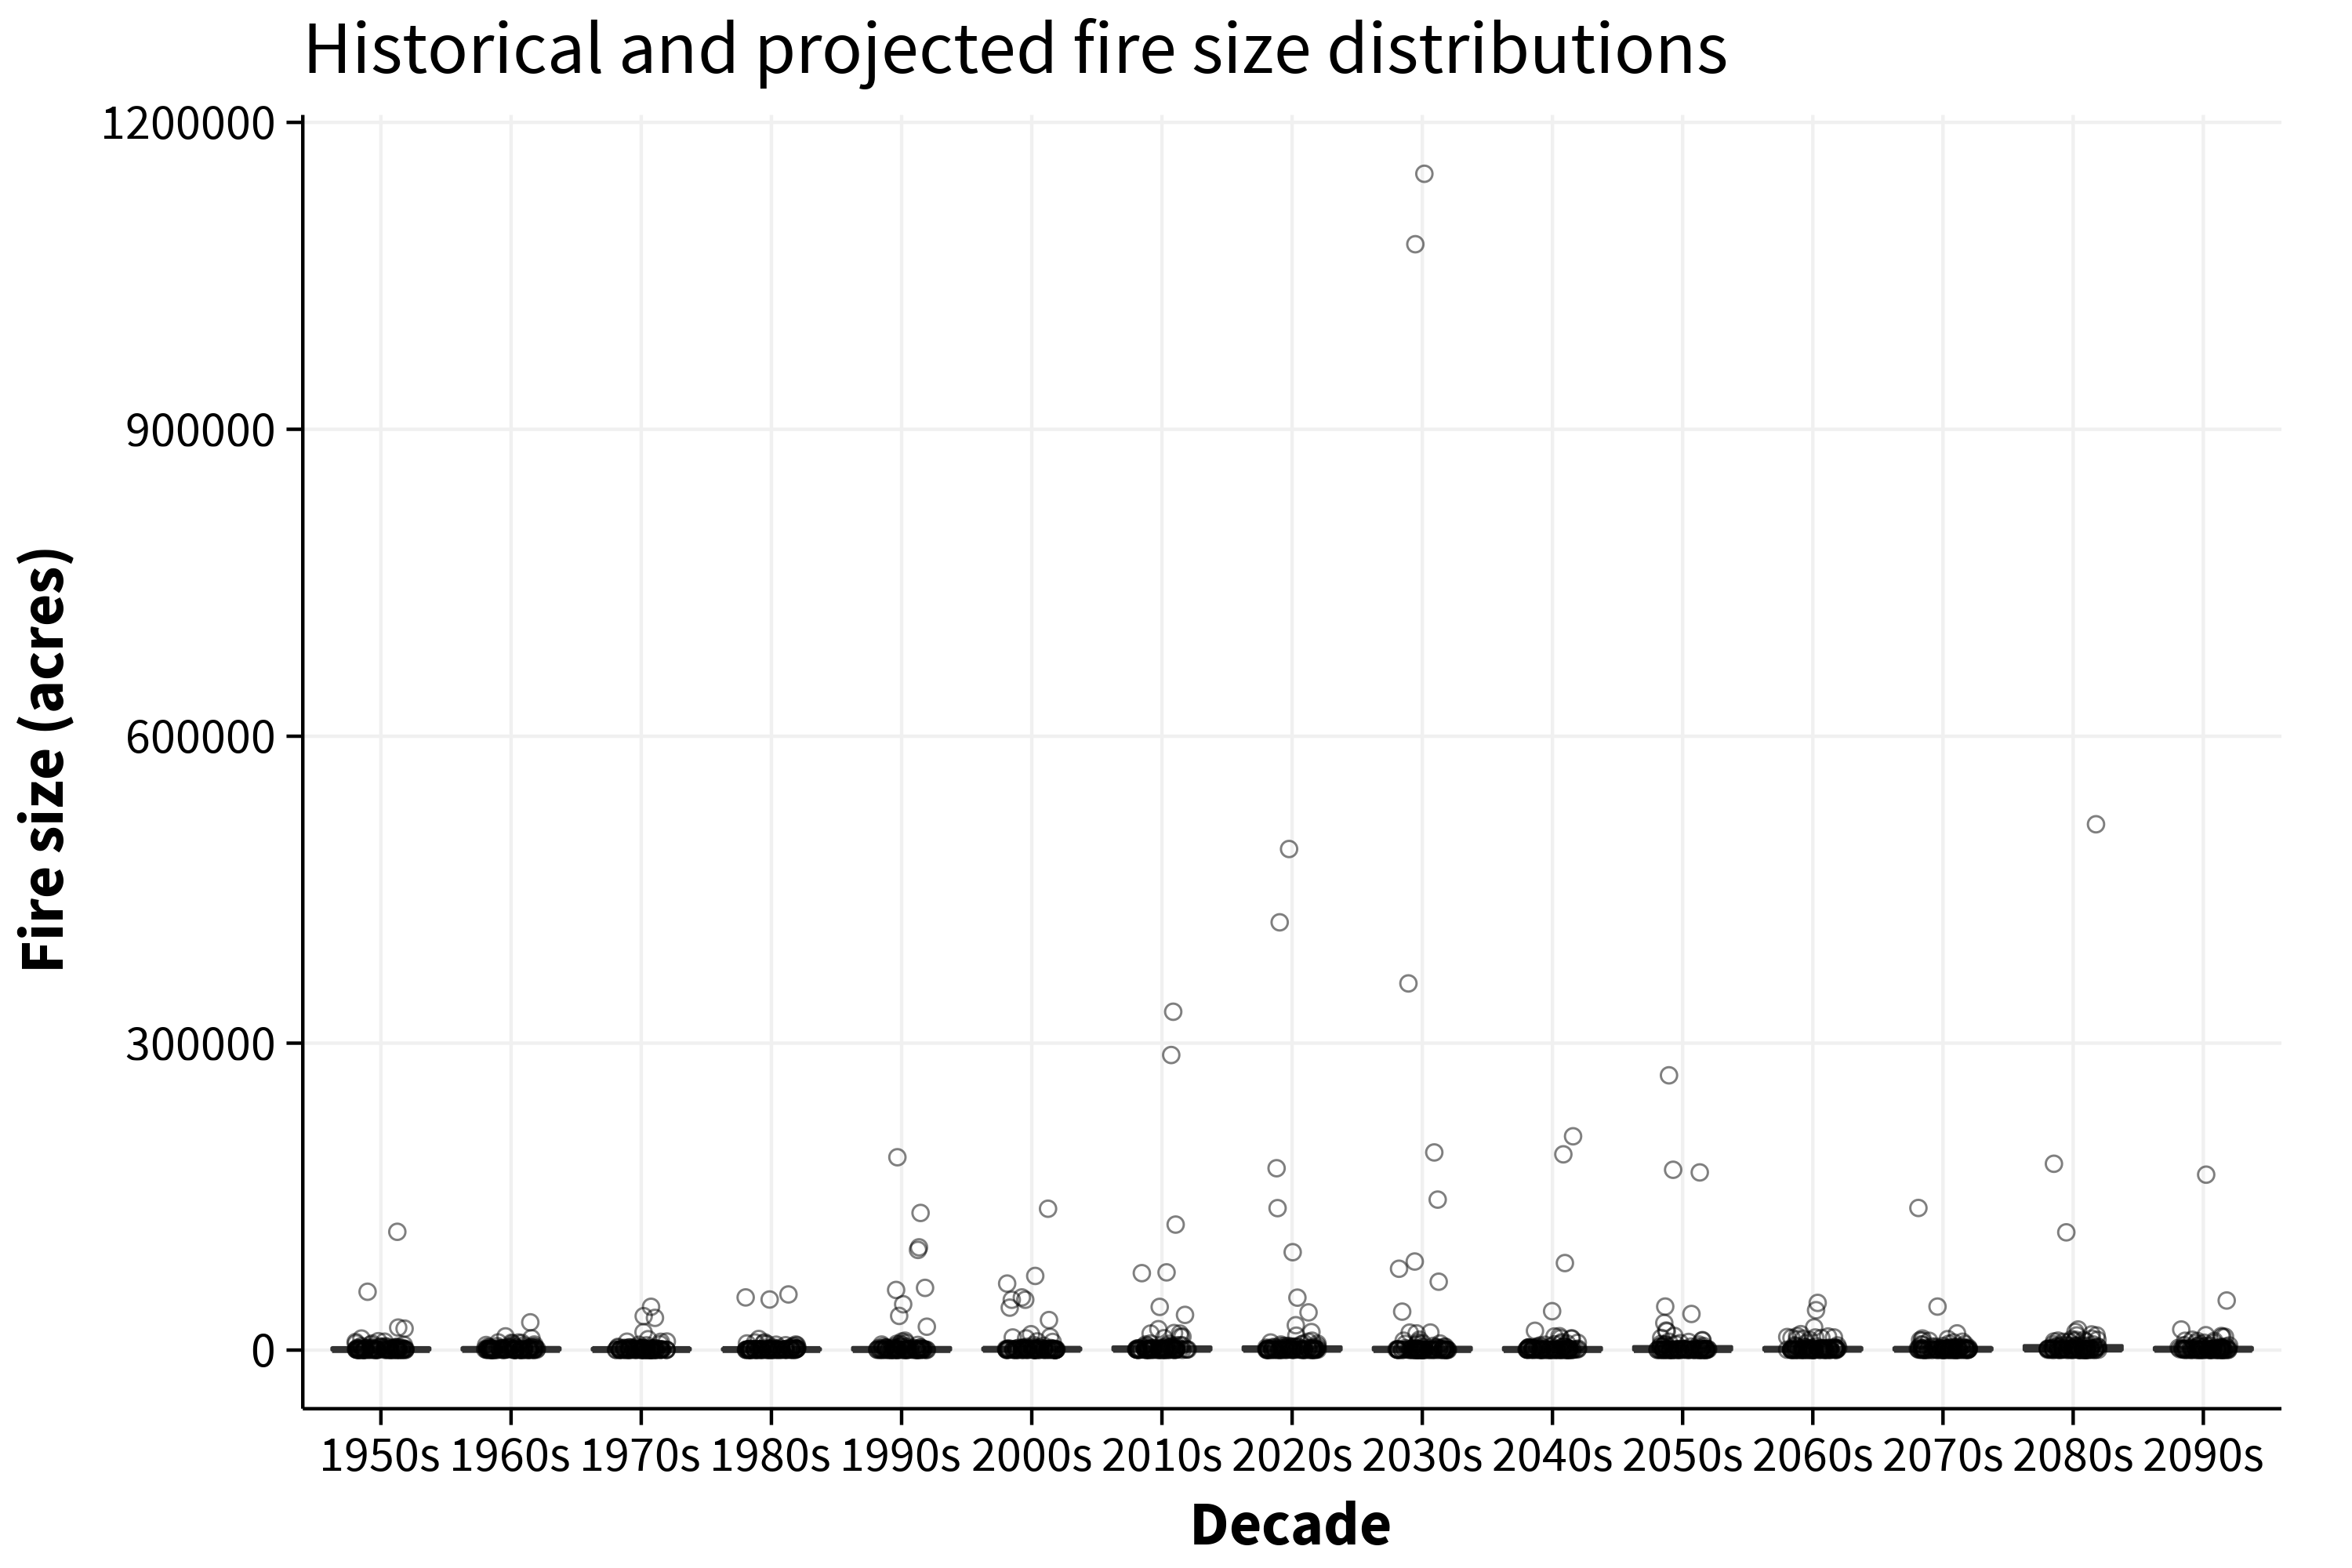 Historical and projected fire size distributions
1200000
900000
600000
300000
0
Fire size (acres)
1950s 1960s 1970s 1980s 1990s 2000s 2010s 2020s 2030s 2040s 2050s 2060s 2070s 2080s 2090s
Decade